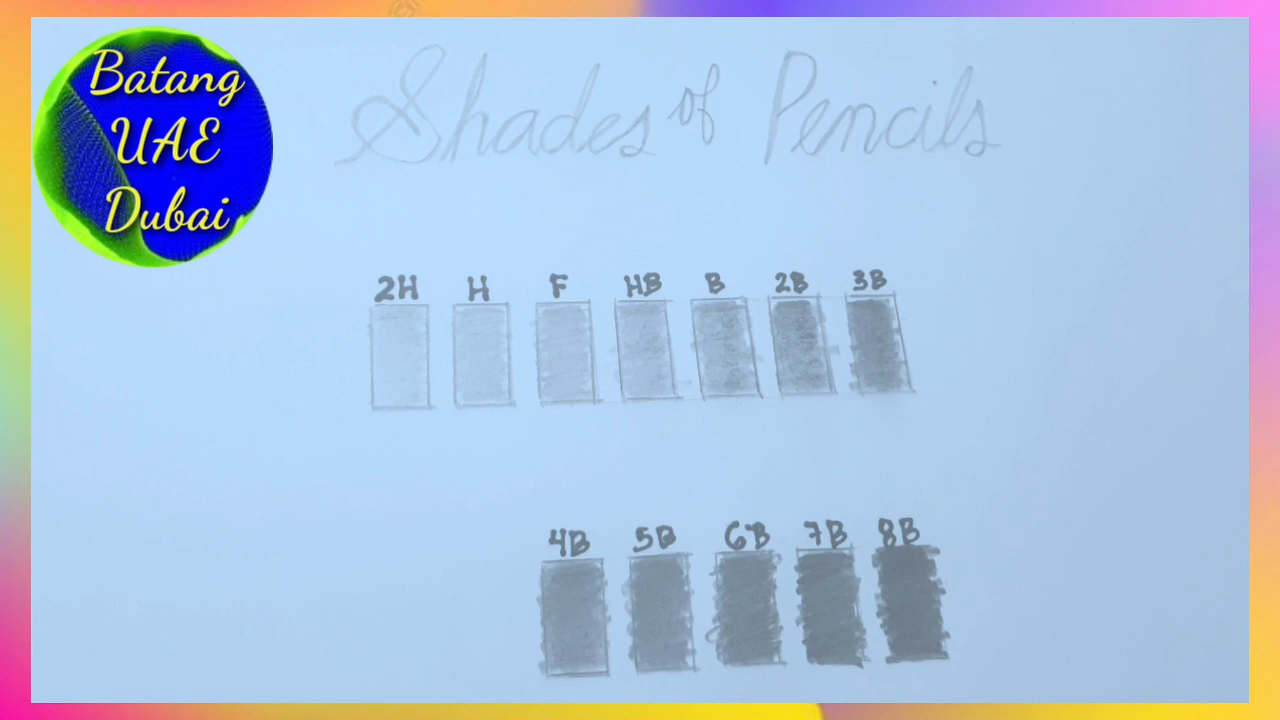 Batang
UAE
Dubai
Shades of Pencils
2H H F HB B 2B 3B
4B 5B 6B 7B 8B